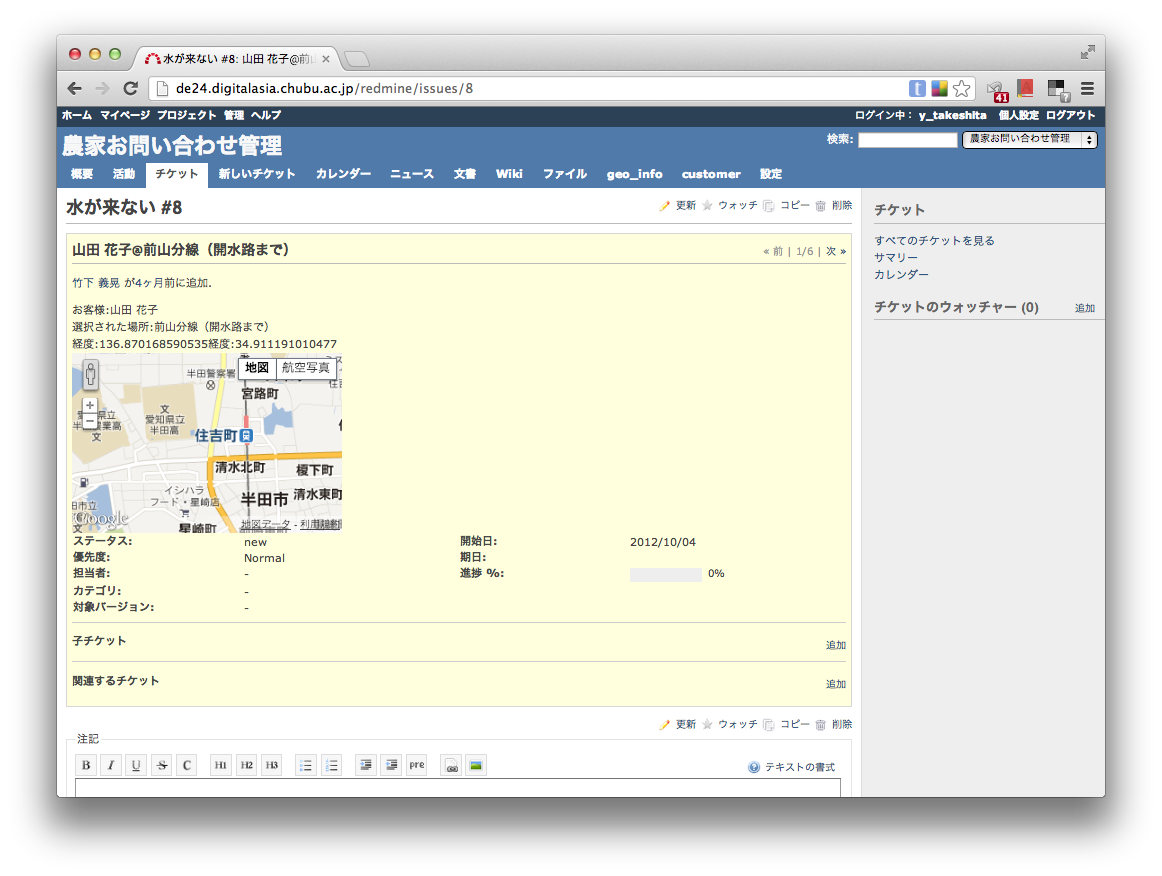 水が来ない #8: 山田 花子@前山
de24.digitalasia.chubu.ac.jp/redmine/issues/8
41
ホーム マイページ プロジェクト 管理 ヘルプ
ログイン中： y_takeshita 個人設定 ログアウト
農家お問い合わせ管理
検索:
農家お問い合わせ管理
概要 活動 チケット 新しいチケット カレンダー ニュース 文書 Wiki ファイル geo_info customer 設定
水が来ない #8
更新 ウォッチ コピー 削除
山田 花子@前山分線（開水路まで）
« 前 | 1/6 | 次 »
竹下 義晃 が4ヶ月前に追加.
お客様:山田 花子
選択された場所:前山分線（開水路まで）
経度:136.870168590535経度:34.911191010477
地図 航空写真
半田警察署
宮路町
愛知県立
半田高
住吉町
清水北町
榎下町
イシハラ
フード・星崎店
半田市
清水東町
星崎町
Google
地図データ - 利用規約
ステータス: new
優先度: Normal
担当者: -
カテゴリ: -
対象バージョン: -
開始日: 2012/10/04
期日:
進捗 %: 0%
子チケット
追加
関連するチケット
追加
更新 ウォッチ コピー 削除
注記
B I U S C H1 H2 H3 pre
テキストの書式
チケット
すべてのチケットを見る
サマリー
カレンダー
チケットのウォッチャー (0)
追加